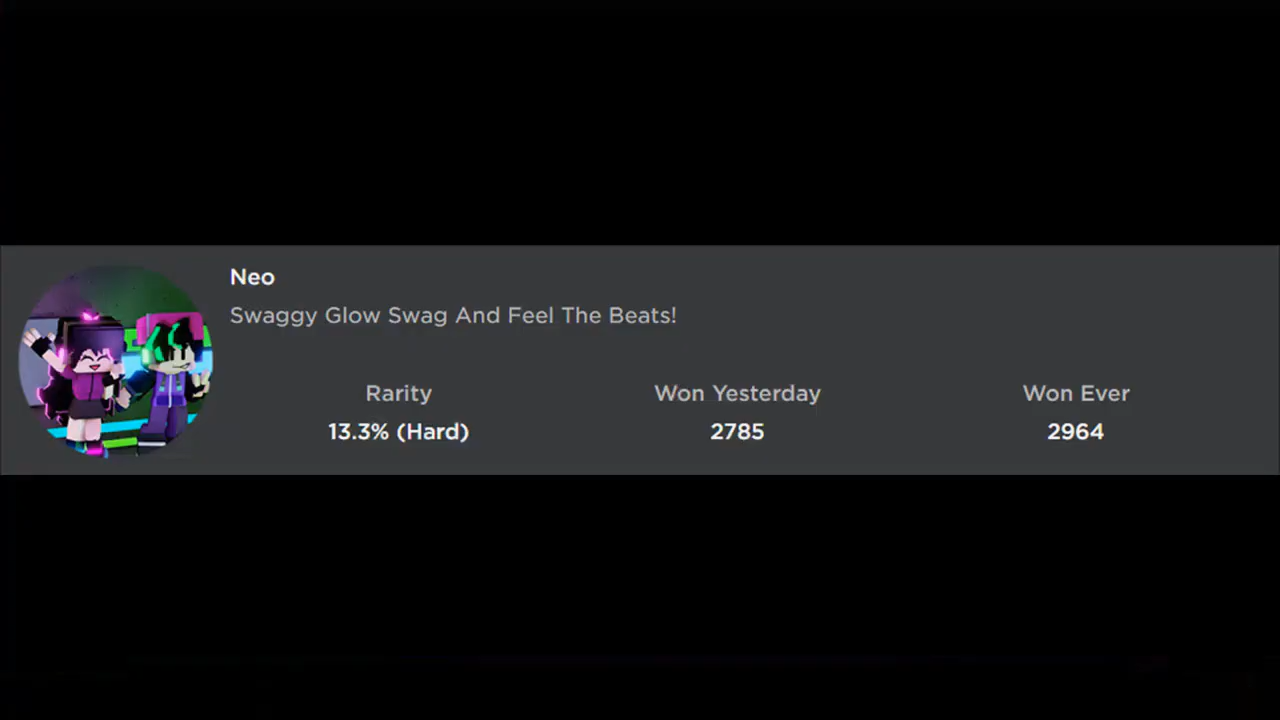 Neo
Swaggy Glow Swag And Feel The Beats!
Rarity Won Yesterday Won Ever
13.3% (Hard) 2785 2964